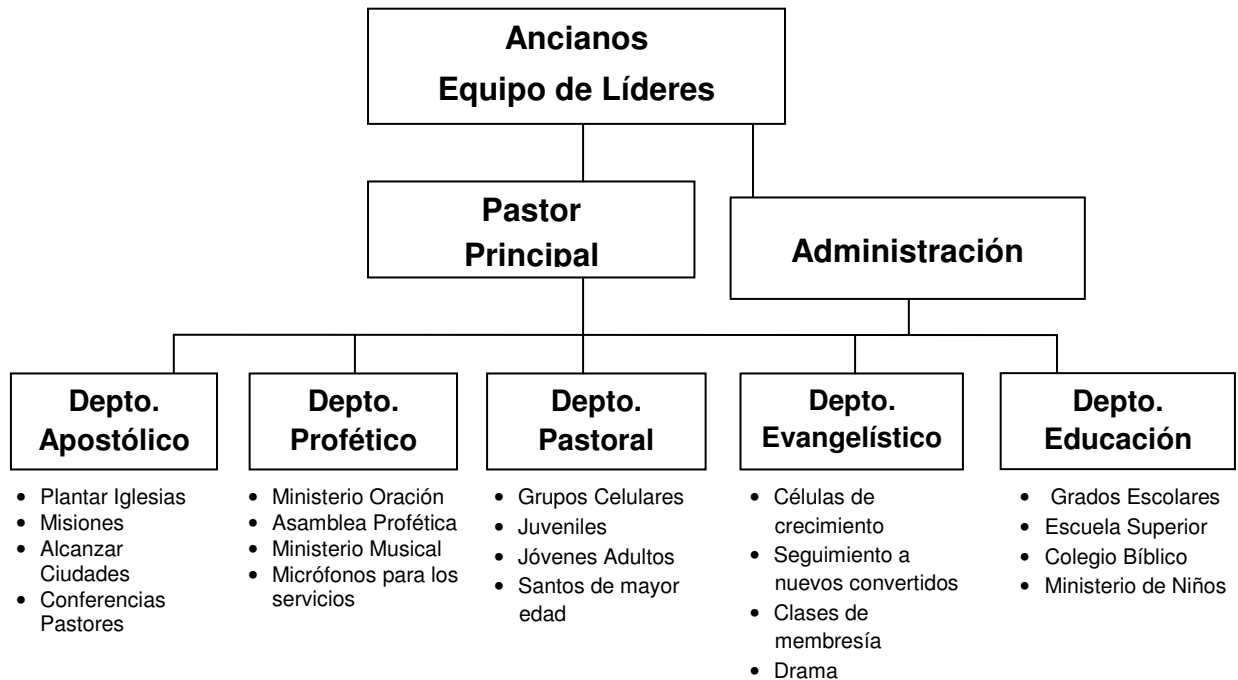 Ancianos
Equipo de Líderes
Pastor
Principal
Administración
Depto.
Apostólico
• Plantar Iglesias
• Misiones
• Alcanzar
Ciudades
• Conferencias
Pastores
Depto.
Profético
• Ministerio Oración
• Asamblea Profética
• Ministerio Musical
• Micrófonos para los
servicios
Depto.
Pastoral
• Grupos Celulares
• Juveniles
• Jóvenes Adultos
• Santos de mayor
edad
Depto.
Evangelístico
• Células de
crecimiento
• Seguimiento a
nuevos convertidos
• Clases de
membresía
• Drama
Depto.
Educación
• Grados Escolares
• Escuela Superior
• Colegio Bíblico
• Ministerio de Niños